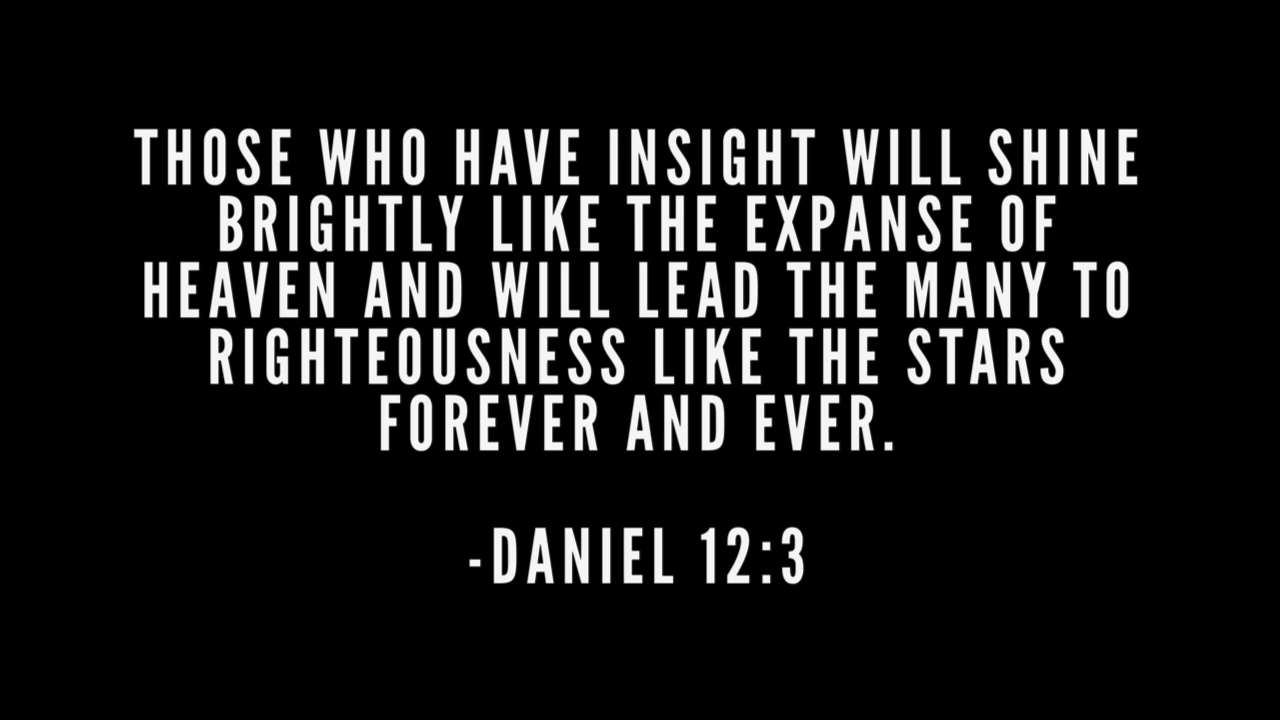 THOSE WHO HAVE INSIGHT WILL SHINE
BRIGHTLY LIKE THE EXPANSE OF
HEAVEN AND WILL LEAD THE MANY TO
RIGHTEOUSNESS LIKE THE STARS
FOREVER AND EVER.
-DANIEL 12:3